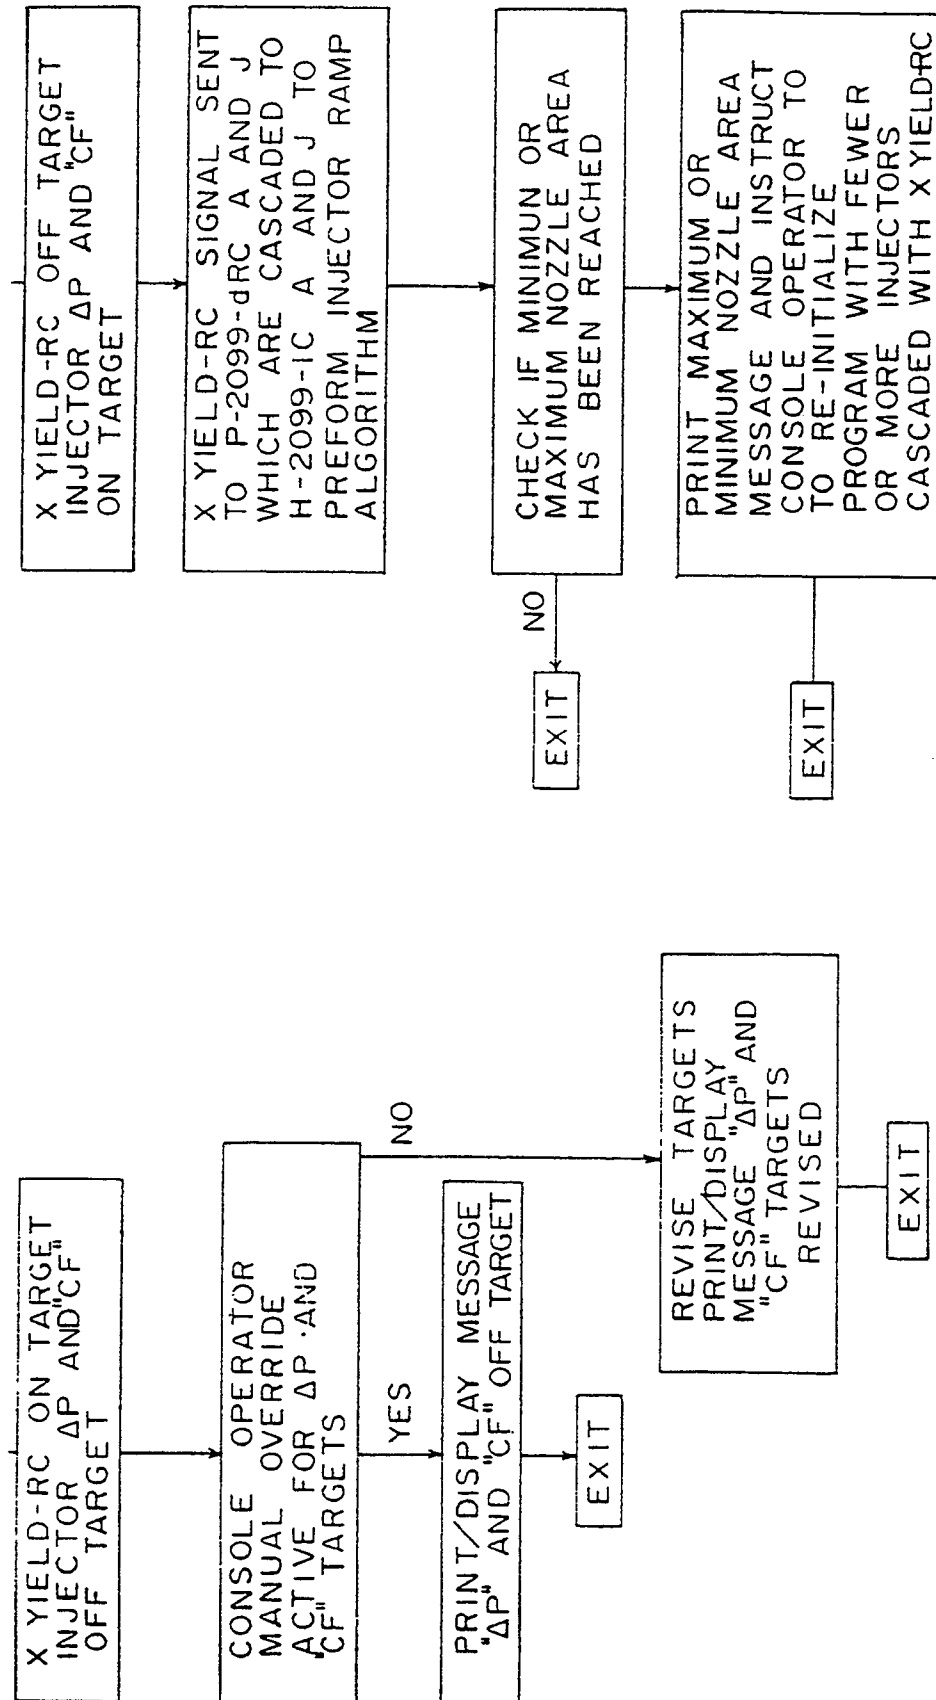 X YIELD-RC ON TARGET
INJECTOR ΔP AND "CF"
OFF TARGET
CONSOLE OPERATOR
MANUAL OVERRIDE
ACTIVE FOR ΔP AND
"CF" TARGETS
YES
NO
PRINT/DISPLAY MESSAGE
"ΔP" AND "CF" OFF TARGET
EXIT
REVISE TARGETS
PRINT/DISPLAY
MESSAGE "ΔP" AND
"CF" TARGETS
REVISED
EXIT
X YIELD-RC OFF TARGET
INJECTOR ΔP AND "CF"
ON TARGET
X YIELD-RC SIGNAL SENT
TO P-2099-dRC A AND J
WHICH ARE CASCADED TO
H-2099-IC A AND J TO
PREFORM INJECTOR RAMP
ALGORITHM
CHECK IF MINIMUN OR
MAXIMUM NOZZLE AREA
HAS BEEN REACHED
NO
EXIT
PRINT MAXIMUM OR
MINIMUM NOZZLE AREA
MESSAGE AND INSTRUCT
CONSOLE OPERATOR TO
TO RE-INITIALIZE
PROGRAM WITH FEWER
OR MORE INJECTORS
CASCADED WITH X YIELD-RC
EXIT